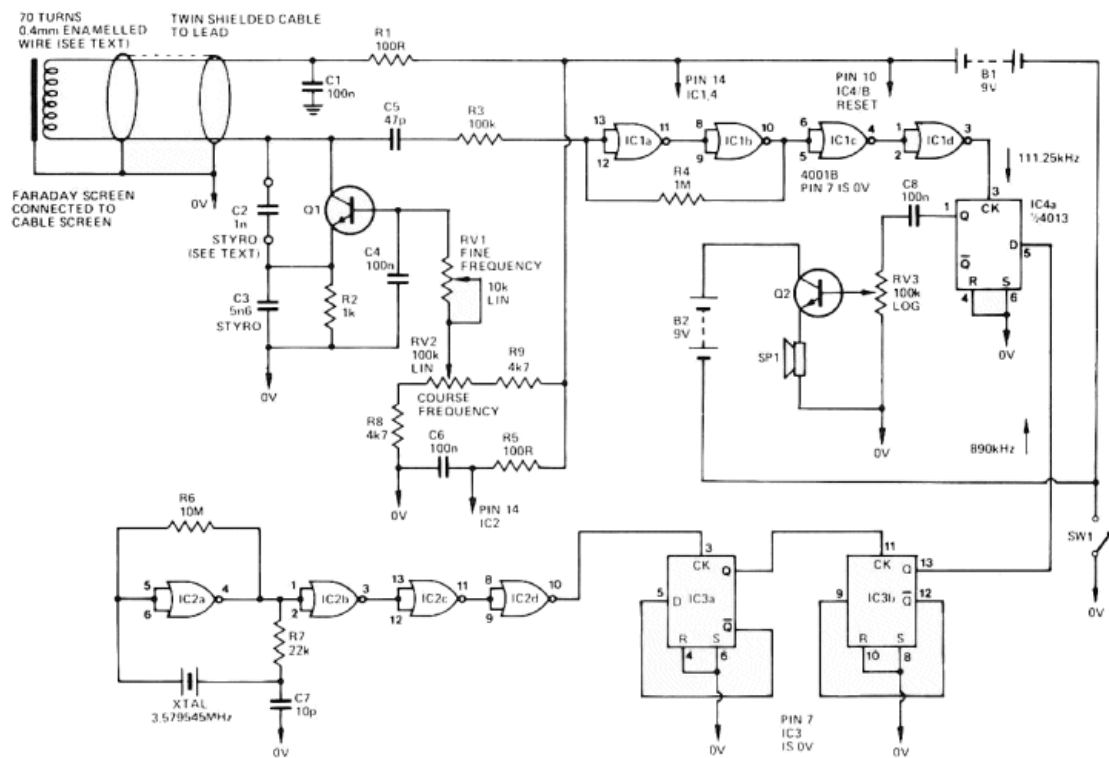 70 TURNS
0.4mm ENAMELLED
WIRE (SEE TEXT)
TWIN SHIELDED CABLE
TO LEAD
R1
100R
C1
100n
PIN 14
IC1,4
PIN 10
IC4/B
RESET
B1
9V
C5
47p
R3
100k
13
12
IC1a
11
8
9
IC1b
10
6
5
IC1c
4
1
2
IC1d
3
R4
1M
4001B
PIN 7 IS 0V
111.25kHz
FARADAY SCREEN
CONNECTED TO
CABLE SCREEN
0V
C2
1n
STYRO
(SEE TEXT)
Q1
C4
100n
RV1
FINE
FREQUENCY
10k
LIN
C3
5n6
STYRO
R2
1k
0V
RV2
100k
LIN
COURSE
FREQUENCY
R9
4k7
R8
4k7
C6
100n
R5
100R
0V
PIN 14
IC2
C8
100n
3
CK
1
Q
IC4a
½4013
D
5
Q
R
S
4
6
0V
B2
9V
Q2
RV3
100k
LOG
SP1
0V
890kHz
SW1
0V
R6
10M
5
6
IC2a
4
1
2
IC2b
3
13
12
IC2c
11
8
9
IC2d
10
R7
22k
XTAL
3.579545MHz
C7
10p
0V
3
CK
Q
5
D
IC3a
Q
R
S
4
6
0V
11
CK
13
Q
9
IC3b
Q
12
R
S
10
8
0V
PIN 7
IC3
IS 0V